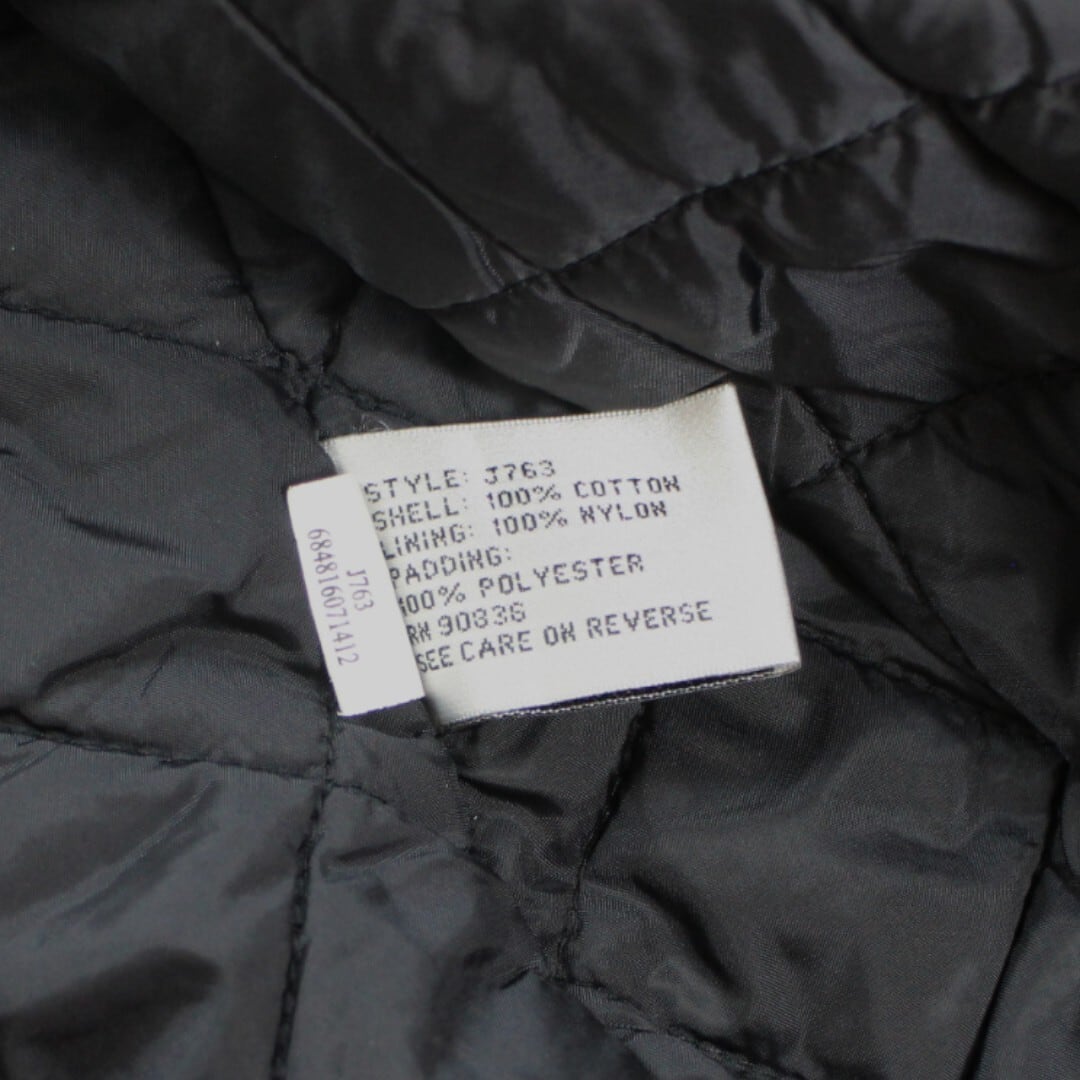 STYLE: J763
SHELL: 100% COTTON
LINING: 100% NYLON
PADDING:
100% POLYESTER
RN 90836
SEE CARE ON REVERSE
J763
684816071412